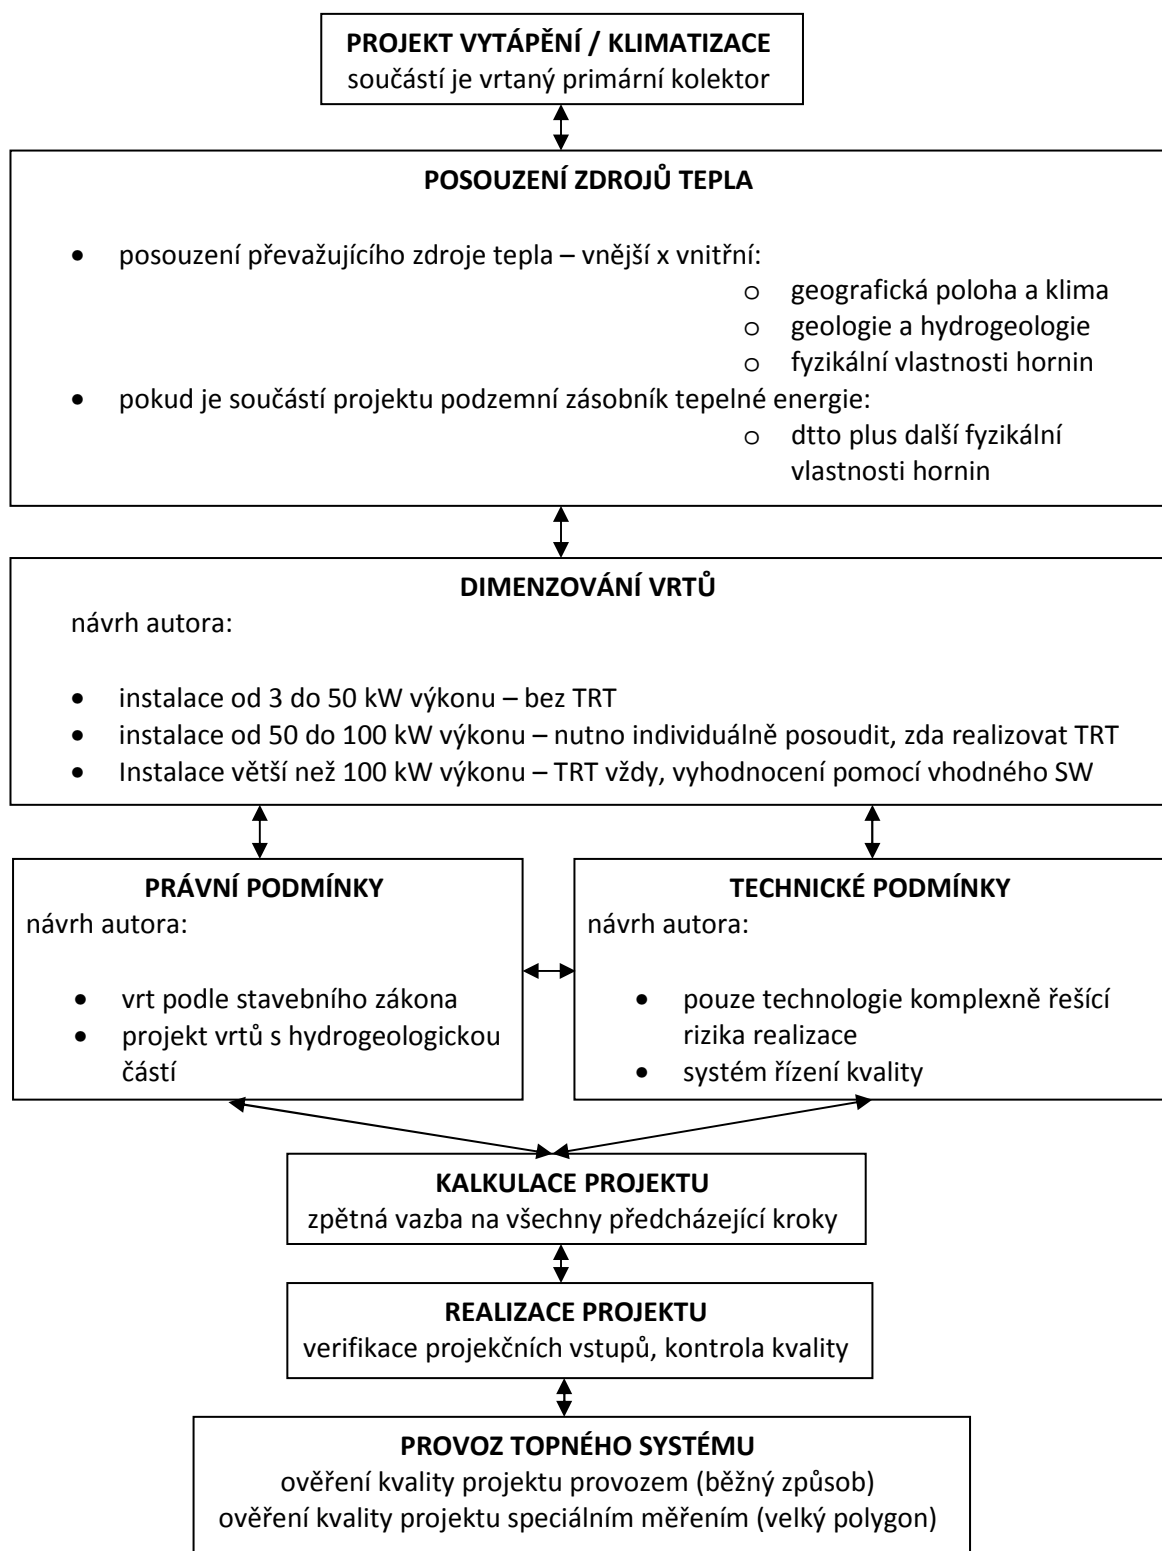 PROJEKT VYTÁPĚNÍ / KLIMATIZACE
součástí je vrtaný primární kolektor
POSOUZENÍ ZDROJŮ TEPLA
• posouzení převažujícího zdroje tepla – vnější x vnitřní:
o geografická poloha a klima
o geologie a hydrogeologie
o fyzikální vlastnosti hornin
• pokud je součástí projektu podzemní zásobník tepelné energie:
o dtto plus další fyzikální
vlastnosti hornin
DIMENZOVÁNÍ VRTŮ
návrh autora:
• instalace od 3 do 50 kW výkonu – bez TRT
• instalace od 50 do 100 kW výkonu – nutno individuálně posoudit, zda realizovat TRT
• Instalace větší než 100 kW výkonu – TRT vždy, vyhodnocení pomocí vhodného SW
PRÁVNÍ PODMÍNKY
návrh autora:
• vrt podle stavebního zákona
• projekt vrtů s hydrogeologickou
částí
TECHNICKÉ PODMÍNKY
návrh autora:
• pouze technologie komplexně řešící
rizika realizace
• systém řízení kvality
KALKULACE PROJEKTU
zpětná vazba na všechny předcházející kroky
REALIZACE PROJEKTU
verifikace projekčních vstupů, kontrola kvality
PROVOZ TOPNÉHO SYSTÉMU
ověření kvality projektu provozem (běžný způsob)
ověření kvality projektu speciálním měřením (velký polygon)